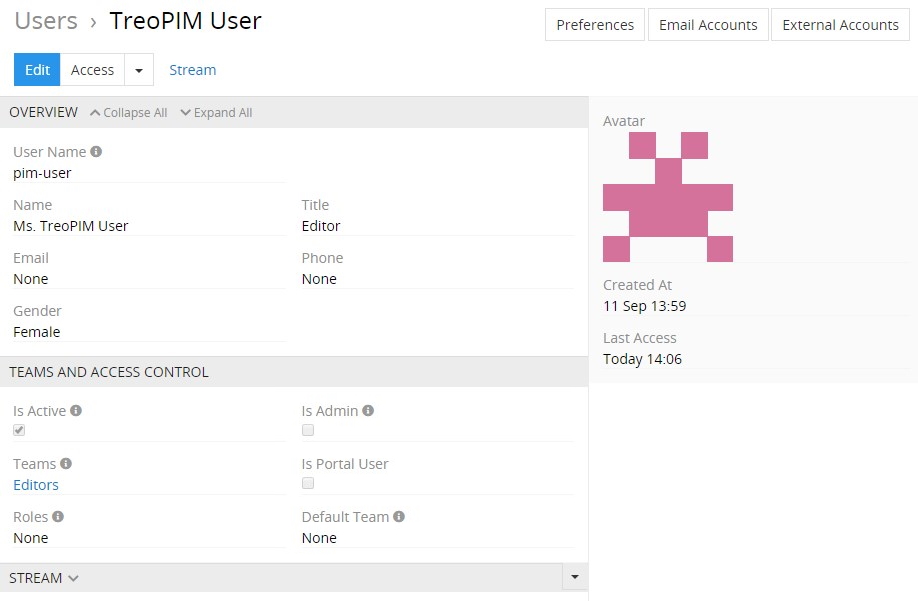 Users › TreoPIM User
Preferences Email Accounts External Accounts
Edit Access Stream
OVERVIEW Collapse All Expand All
User Name
pim-user
Name Title
Ms. TreoPIM User Editor
Email Phone
None None
Gender
Female
TEAMS AND ACCESS CONTROL
Is Active Is Admin
Teams Is Portal User
Editors
Roles Default Team
None None
STREAM
Avatar
Created At
11 Sep 13:59
Last Access
Today 14:06